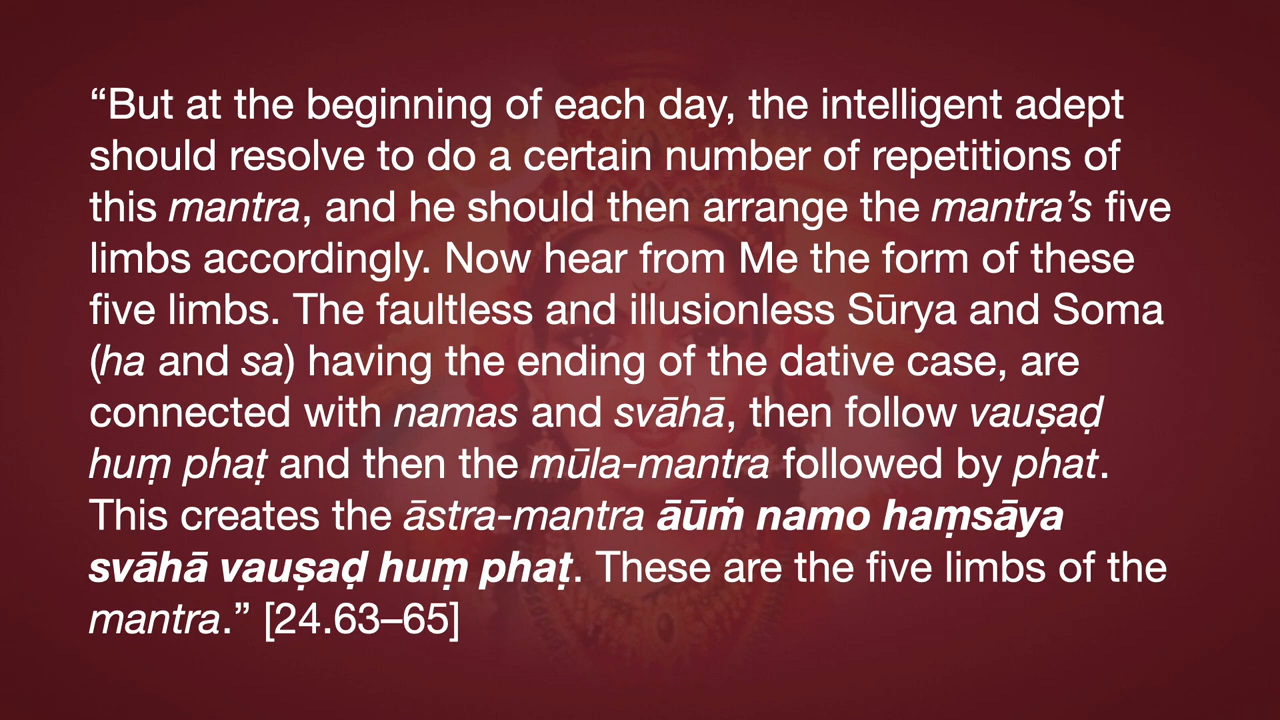 “But at the beginning of each day, the intelligent adept
should resolve to do a certain number of repetitions of
this mantra, and he should then arrange the mantra’s five
limbs accordingly. Now hear from Me the form of these
five limbs. The faultless and illusionless Sūrya and Soma
(ha and sa) having the ending of the dative case, are
connected with namas and svāhā, then follow vauṣaḍ
huṃ phaṭ and then the mūla-mantra followed by phat.
This creates the āstra-mantra āūṁ namo haṃsāya
svāhā vauṣaḍ huṃ phaṭ. These are the five limbs of the
mantra.” [24.63–65]